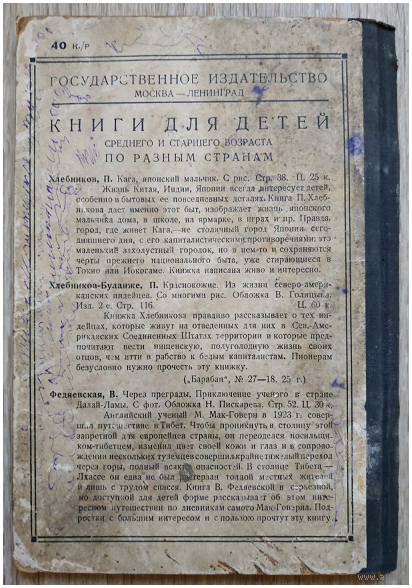 40 к./р
ГОСУДАРСТВЕННОЕ ИЗДАТЕЛЬСТВО
МОСКВА — ЛЕНИНГРАД
КНИГИ ДЛЯ ДЕТЕЙ
СРЕДНЕГО И СТАРШЕГО ВОЗРАСТА
ПО РАЗНЫМ СТРАНАМ
Хлебников, П. Кага, японский мальчик. С рис. Стр. 38. Ц. 25 к.
Жизнь Китая, Индии, Японии всегда интересует детей,
особенно в бытовых ее повседневных деталях. Книга П. Хлеб-
никова дает именно этот быт, изображает жизнь японского
мальчика дома, в школе, на ярмарке, в играх и пр. Правда,
город, где живет Кага,— не столичный город Японии сего-
дняшнего дня, с его капиталистическими противоречиями: это
маленький захолустный городок, но в нем-то и сохраняются
черты прежнего национального быта, уже стирающиеся в
Токио или Иокогаме. Книжка написана живо и интересно.
Хлебников-Буланже, П. Краснокожие. Из жизни северо-амери-
канских индейцев. Со многими рис. Обложка В. Голицына.
Изд. 2-е. Стр. 116. Ц. 60 к.
Книжка Хлебникова правдиво рассказывает о тех ин-
дейцах, которые живут на отведенных для них в Сев.-Аме-
риканских Соединенных Штатах территории и которые пред-
почитают вести нищенскую, полуголодную жизнь своих
отцов, чем итти в рабство к белым капиталистам. Пионерам
безусловно нужно прочесть эту книжку.
(„Барабан", № 27—18. 25 г.)
Федяевская, В. Через преграды. Приключение ученого в стране
Далай-Ламы. С фот. Обложка Н. Пискарева. Стр. 52. Ц. 30 к.
Английский ученый М. Мак-Говерн в 1923 г. совер-
шил путешествие в Тибет. Чтобы проникнуть в столицу этой
запретной для европейцев страны, он переоделся носильщи-
ком-тибетцем, изменил цвет своей кожи и глаз и в сопрово-
ждении нескольких туземцев совершил крайне тяжелый переход
через горы, полный всяких опасностей. В столице Тибета —
Лхассе он едва не был растерзан толпой местных жителей
и лишь с трудом спасся. Книга В. Федяевской в серьезной,
но доступной для детей форме рассказывает об этом инте-
ресном путешествии по дневникам самого Мак-Говерна. Под-
ростки с большим интересом и с пользою прочтут эту книгу.